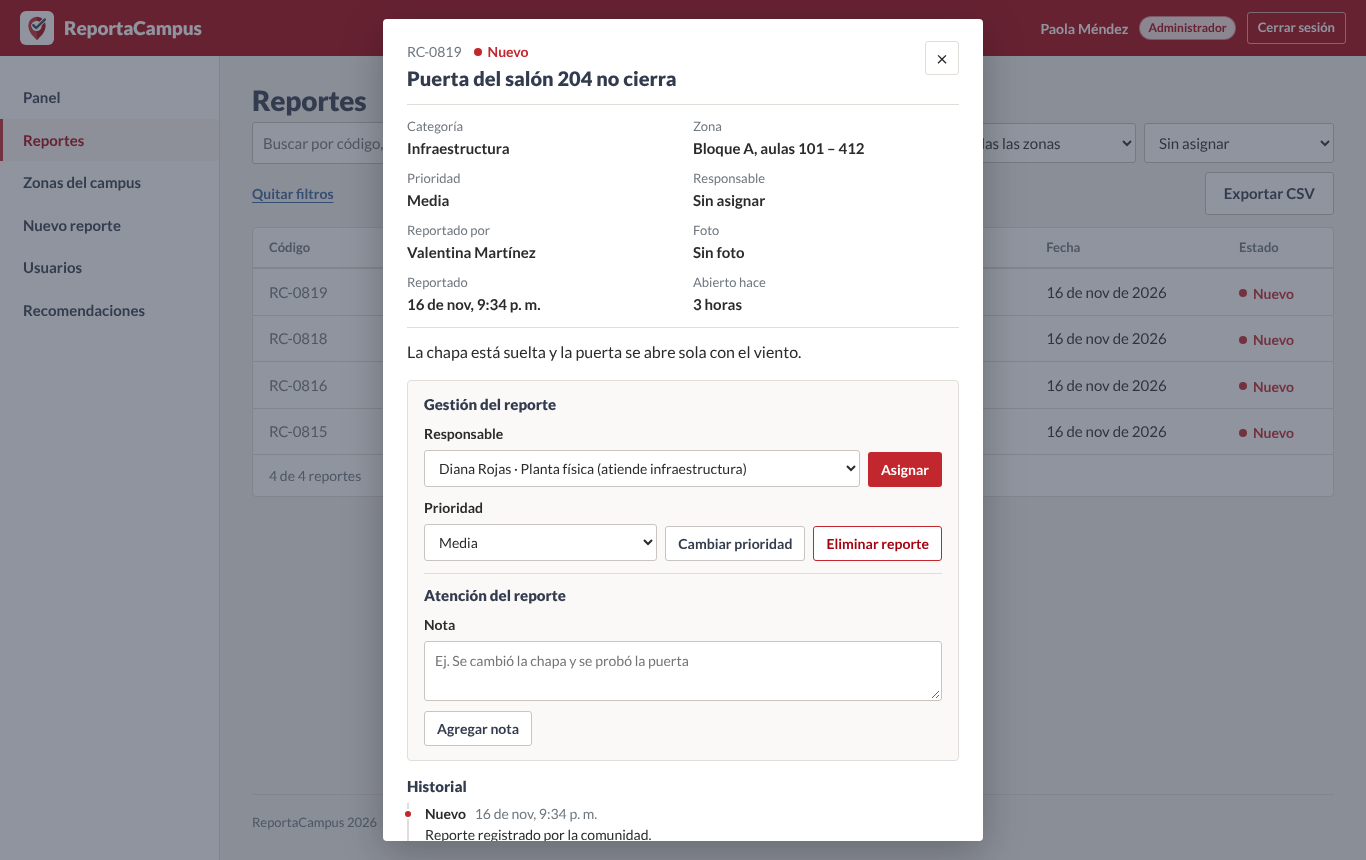 ReportaCampus
Paola Méndez
Administrador
Cerrar sesión
Panel
Reportes
Zonas del campus
Nuevo reporte
Usuarios
Recomendaciones
Reportes
Buscar por código,
las zonas
Sin asignar
Quitar filtros
Exportar CSV
Código
Fecha
Estado
RC-0819
16 de nov de 2026
Nuevo
RC-0818
16 de nov de 2026
Nuevo
RC-0816
16 de nov de 2026
Nuevo
RC-0815
16 de nov de 2026
Nuevo
4 de 4 reportes
ReportaCampus 2026
RC-0819 Nuevo
×
Puerta del salón 204 no cierra
Categoría
Infraestructura
Zona
Bloque A, aulas 101 – 412
Prioridad
Media
Responsable
Sin asignar
Reportado por
Valentina Martínez
Foto
Sin foto
Reportado
16 de nov, 9:34 p. m.
Abierto hace
3 horas
La chapa está suelta y la puerta se abre sola con el viento.
Gestión del reporte
Responsable
Diana Rojas · Planta física (atiende infraestructura)
Asignar
Prioridad
Media
Cambiar prioridad
Eliminar reporte
Atención del reporte
Nota
Ej. Se cambió la chapa y se probó la puerta
Agregar nota
Historial
Nuevo 16 de nov, 9:34 p. m.
Reporte registrado por la comunidad.